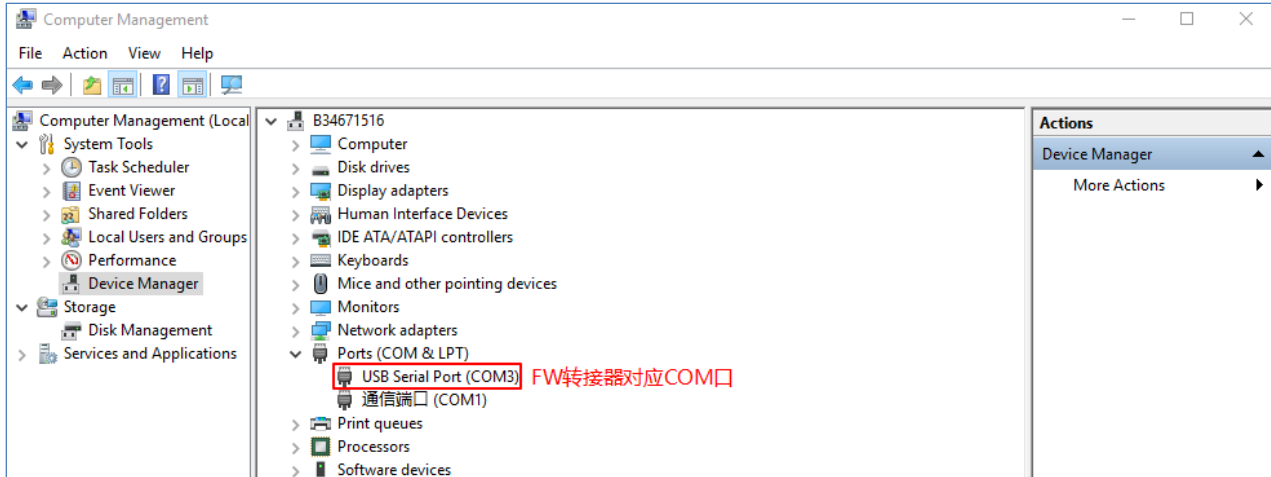 Computer Management
File Action View Help
Computer Management (Local
System Tools
Task Scheduler
Event Viewer
Shared Folders
Local Users and Groups
Performance
Device Manager
Storage
Disk Management
Services and Applications
B34671516
Computer
Disk drives
Display adapters
Human Interface Devices
IDE ATA/ATAPI controllers
Keyboards
Mice and other pointing devices
Monitors
Network adapters
Ports (COM & LPT)
USB Serial Port (COM3) FW转接器对应COM口
通信端口 (COM1)
Print queues
Processors
Software devices
Actions
Device Manager
More Actions